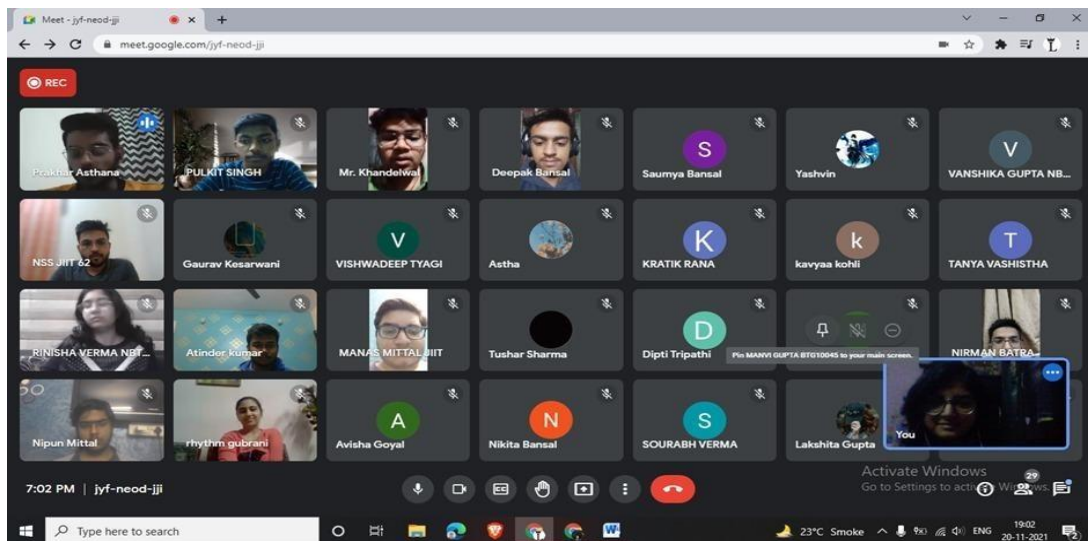 Meet - jyf-neod-jji
meet.google.com/jyf-neod-jji
REC
Prakhar Asthana
PULKIT SINGH
Mr. Khandelwal
Deepak Bansal
S
Saumya Bansal
Yashvin
V
VANSHIKA GUPTA NB...
NSS JIIT 62
Gaurav Kesarwani
V
VISHWADEEP TYAGI
Astha
K
KRATIK RANA
k
kavyaa kohli
T
TANYA VASHISTHA
RINISHA VERMA NBT...
Atinder kumar
MANAS MITTAL JIIT
Tushar Sharma
D
Dipti Tripathi
Pin MANVI GUPTA BTG10045 to your main screen.
NIRMAN BATRA
Nipun Mittal
rhythm gubrani
A
Avisha Goyal
N
Nikita Bansal
S
SOURABH VERMA
Lakshita Gupta
You
Activate Windows
Go to Settings to activ Windows.
29
7:02 PM | jyf-neod-jji
CC
Type here to search
23°C Smoke
ENG
19:02
20-11-2021